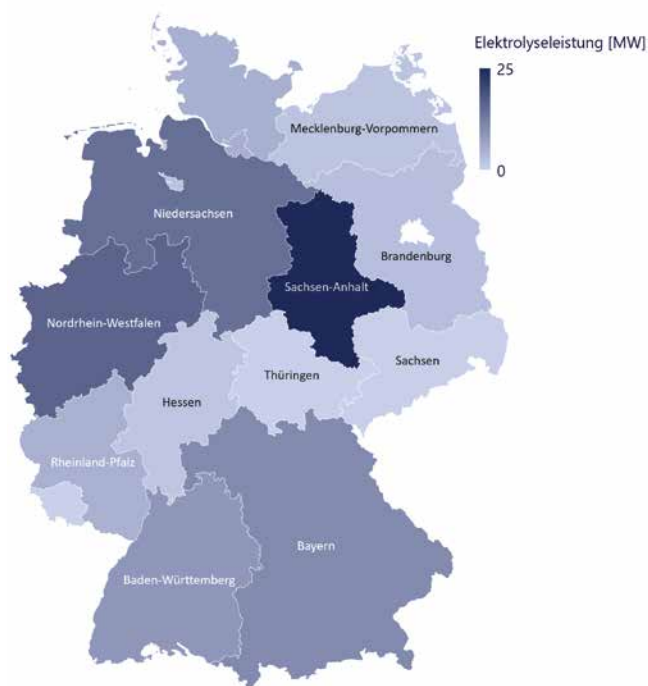 Elektrolyseleistung [MW]
25
0
Mecklenburg-Vorpommern
Niedersachsen
Brandenburg
Sachsen-Anhalt
Nordrhein-Westfalen
Sachsen
Thüringen
Hessen
Rheinland-Pfalz
Bayern
Baden-Württemberg